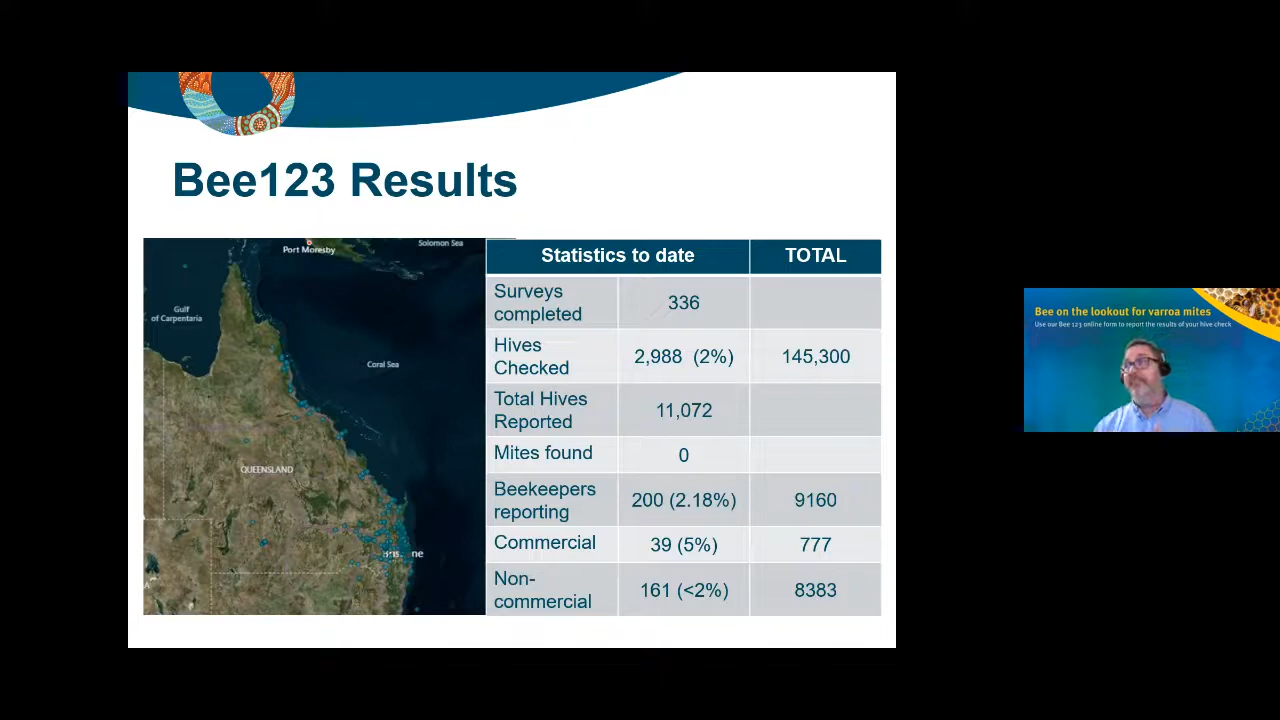 Bee123 Results
Port Moresby
Solomon Sea
Gulf
of Carpentaria
Coral Sea
QUEENSLAND
Statistics to date TOTAL
Surveys
completed 336
Hives
Checked 2,988 (2%) 145,300
Total Hives
Reported 11,072
Mites found 0
Beekeepers
reporting 200 (2.18%) 9160
Commercial 39 (5%) 777
Non-
commercial 161 (<2%) 8383
Bee on the lookout for varroa mites
Use our Bee 123 online form to report the results of your hive check